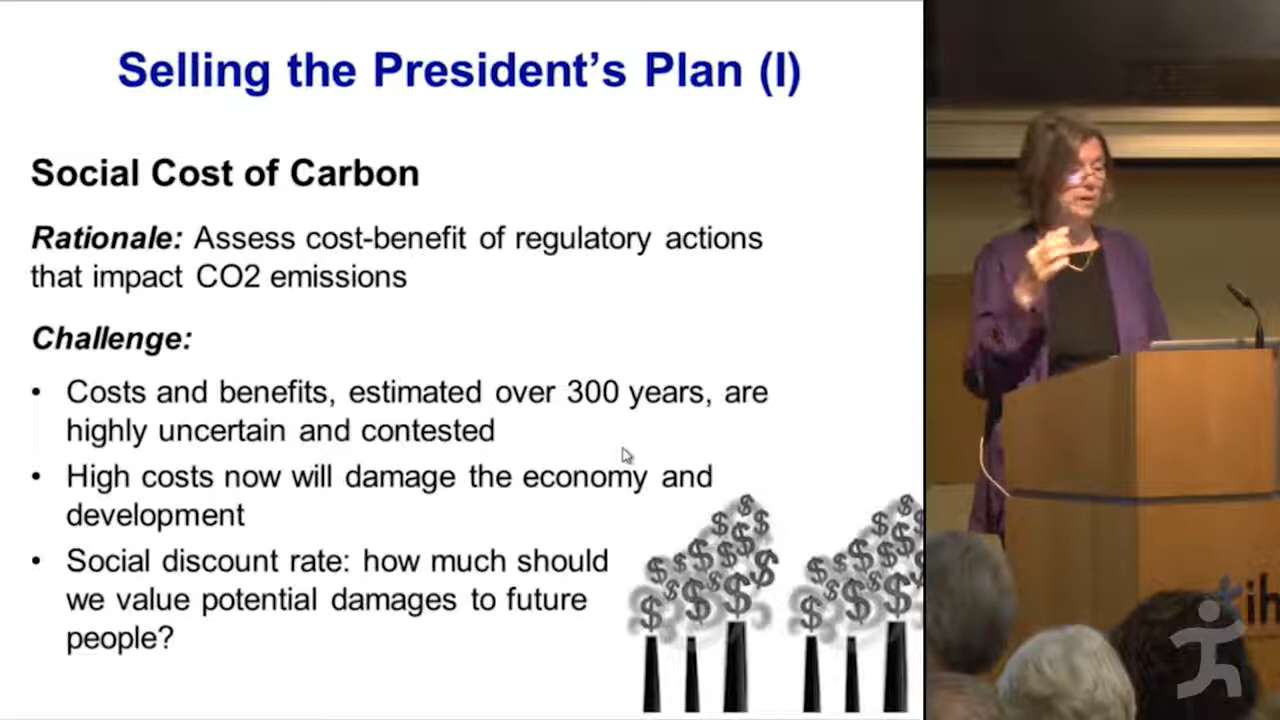 Selling the President’s Plan (I)
Social Cost of Carbon
Rationale: Assess cost-benefit of regulatory actions
that impact CO2 emissions
Challenge:
• Costs and benefits, estimated over 300 years, are
highly uncertain and contested
• High costs now will damage the economy and
development
• Social discount rate: how much should
we value potential damages to future
people?
ih